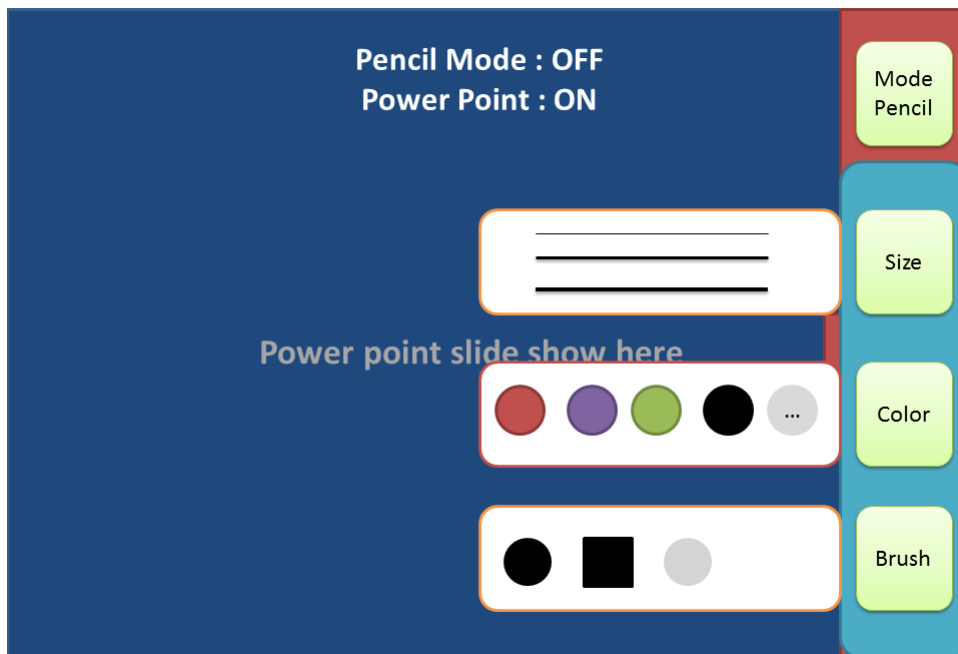 Pencil Mode : OFF
Power Point : ON
Mode
Pencil
Size
Power point slide show here
...
Color
Brush